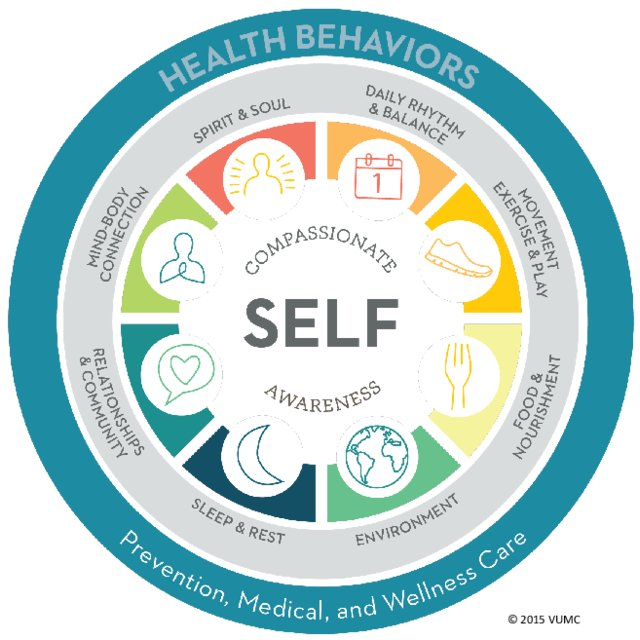 HEALTH BEHAVIORS
SPIRIT & SOUL
DAILY RHYTHM
& BALANCE
MIND-BODY
CONNECTION
MOVEMENT
EXERCISE & PLAY
1
COMPASSIONATE
SELF
AWARENESS
RELATIONSHIPS
& COMMUNITY
FOOD &
NOURISHMENT
SLEEP & REST
ENVIRONMENT
Prevention, Medical, and Wellness Care
© 2015 VUMC